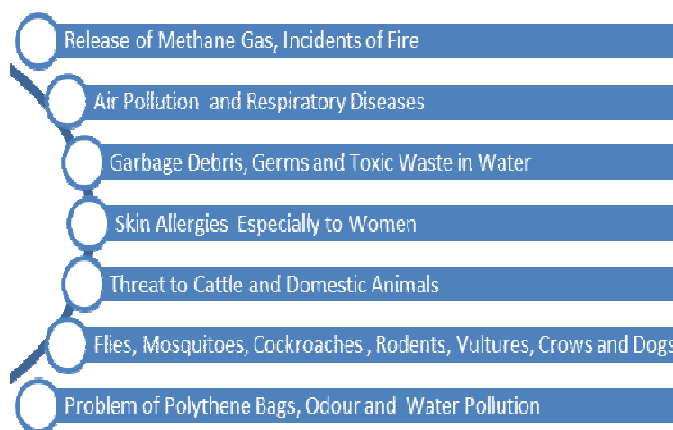 Release of Methane Gas, Incidents of Fire
Air Pollution and Respiratory Diseases
Garbage Debris, Germs and Toxic Waste in Water
Skin Allergies Especially to Women
Threat to Cattle and Domestic Animals
Flies, Mosquitoes, Cockroaches , Rodents, Vultures, Crows and Dogs
Problem of Polythene Bags, Odour and Water Pollution